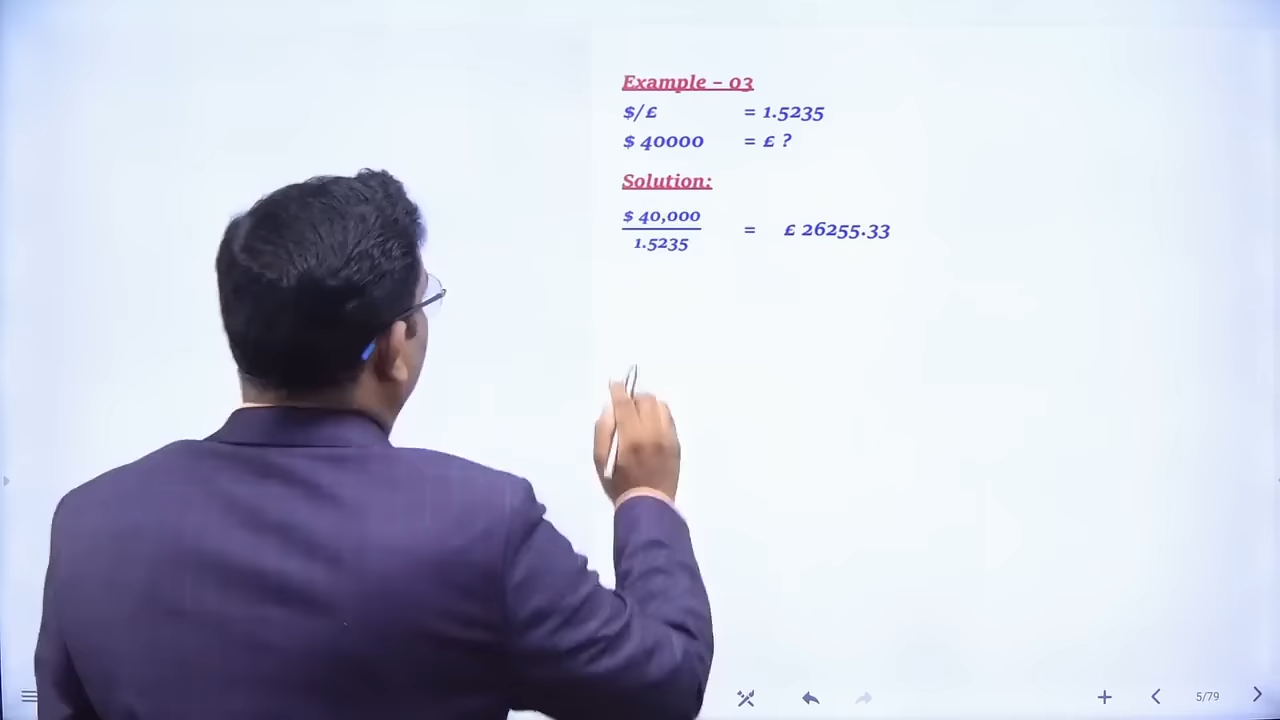 Example – 03
$/£ = 1.5235
$ 40000 = £ ?
Solution:
$ 40,000
1.5235
= £ 26255.33
5/79